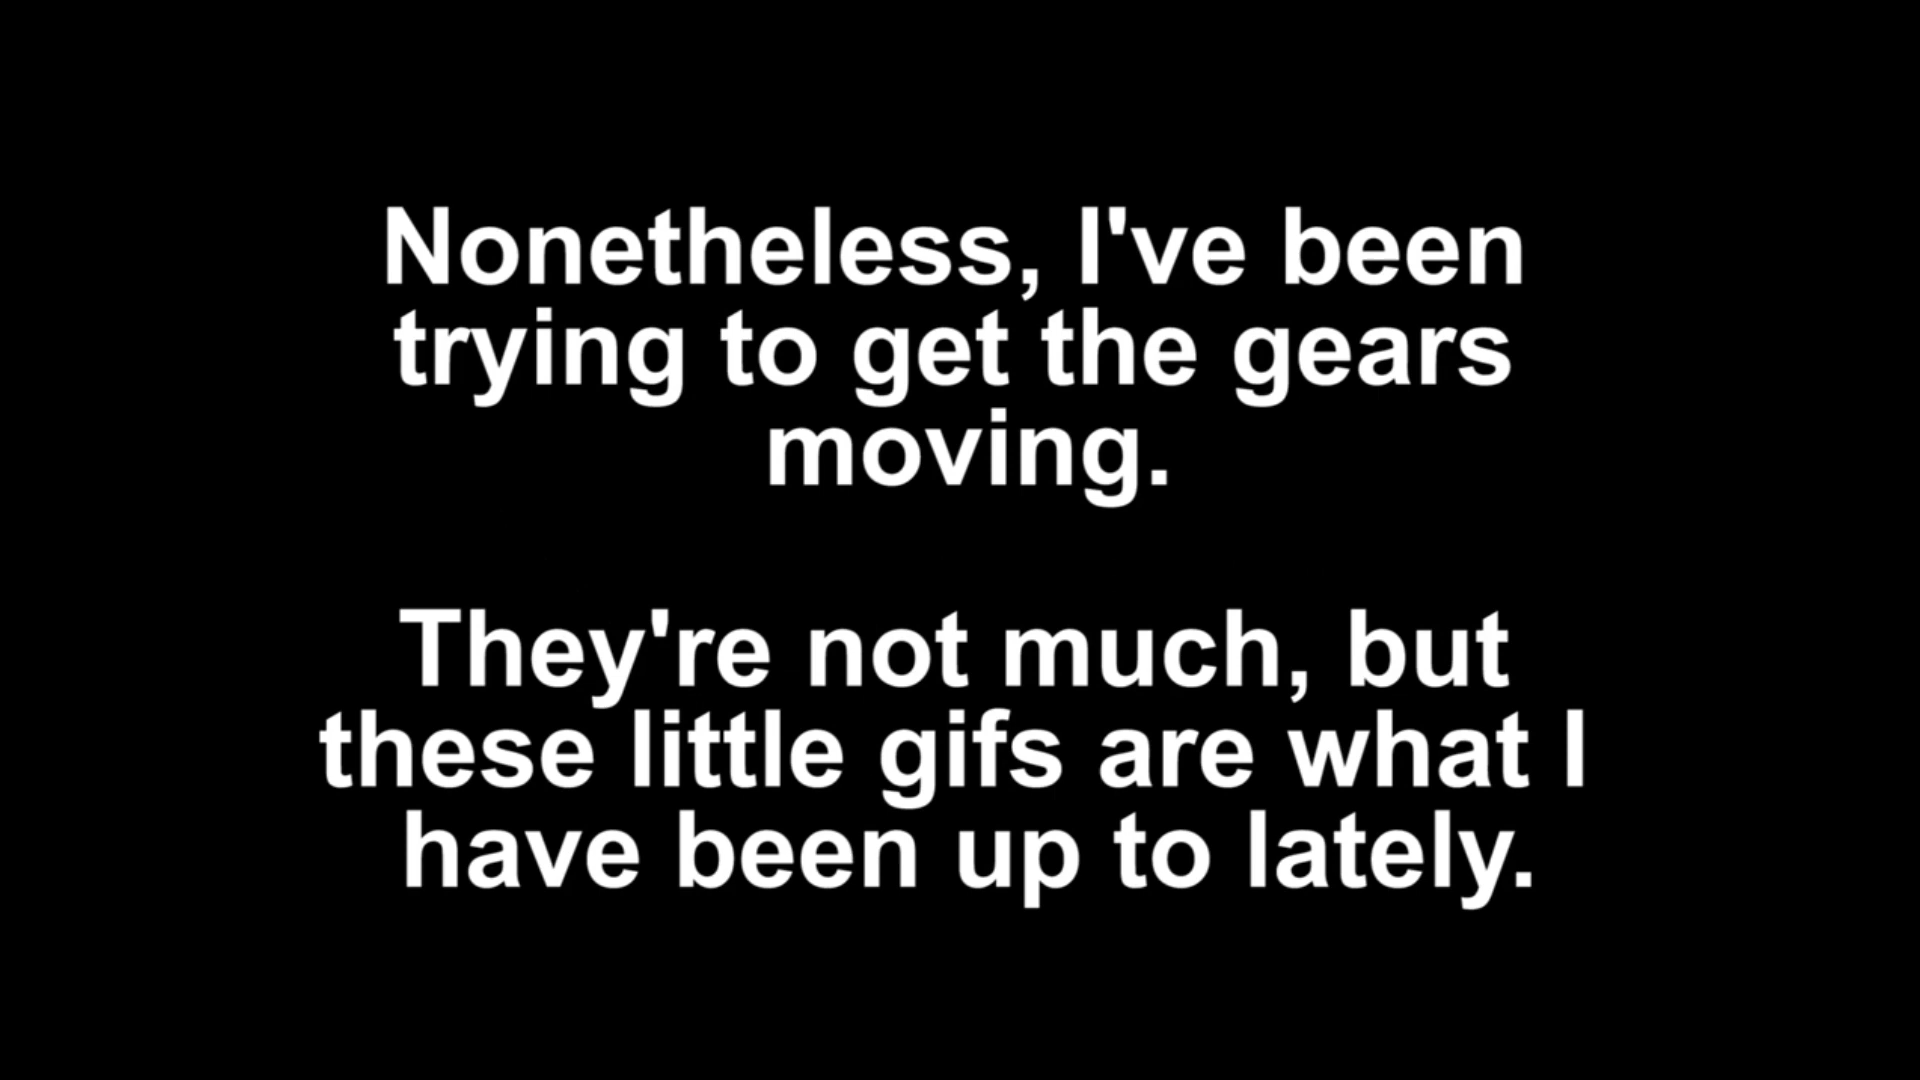 Nonetheless, I've been
trying to get the gears
moving.
They're not much, but
these little gifs are what I
have been up to lately.